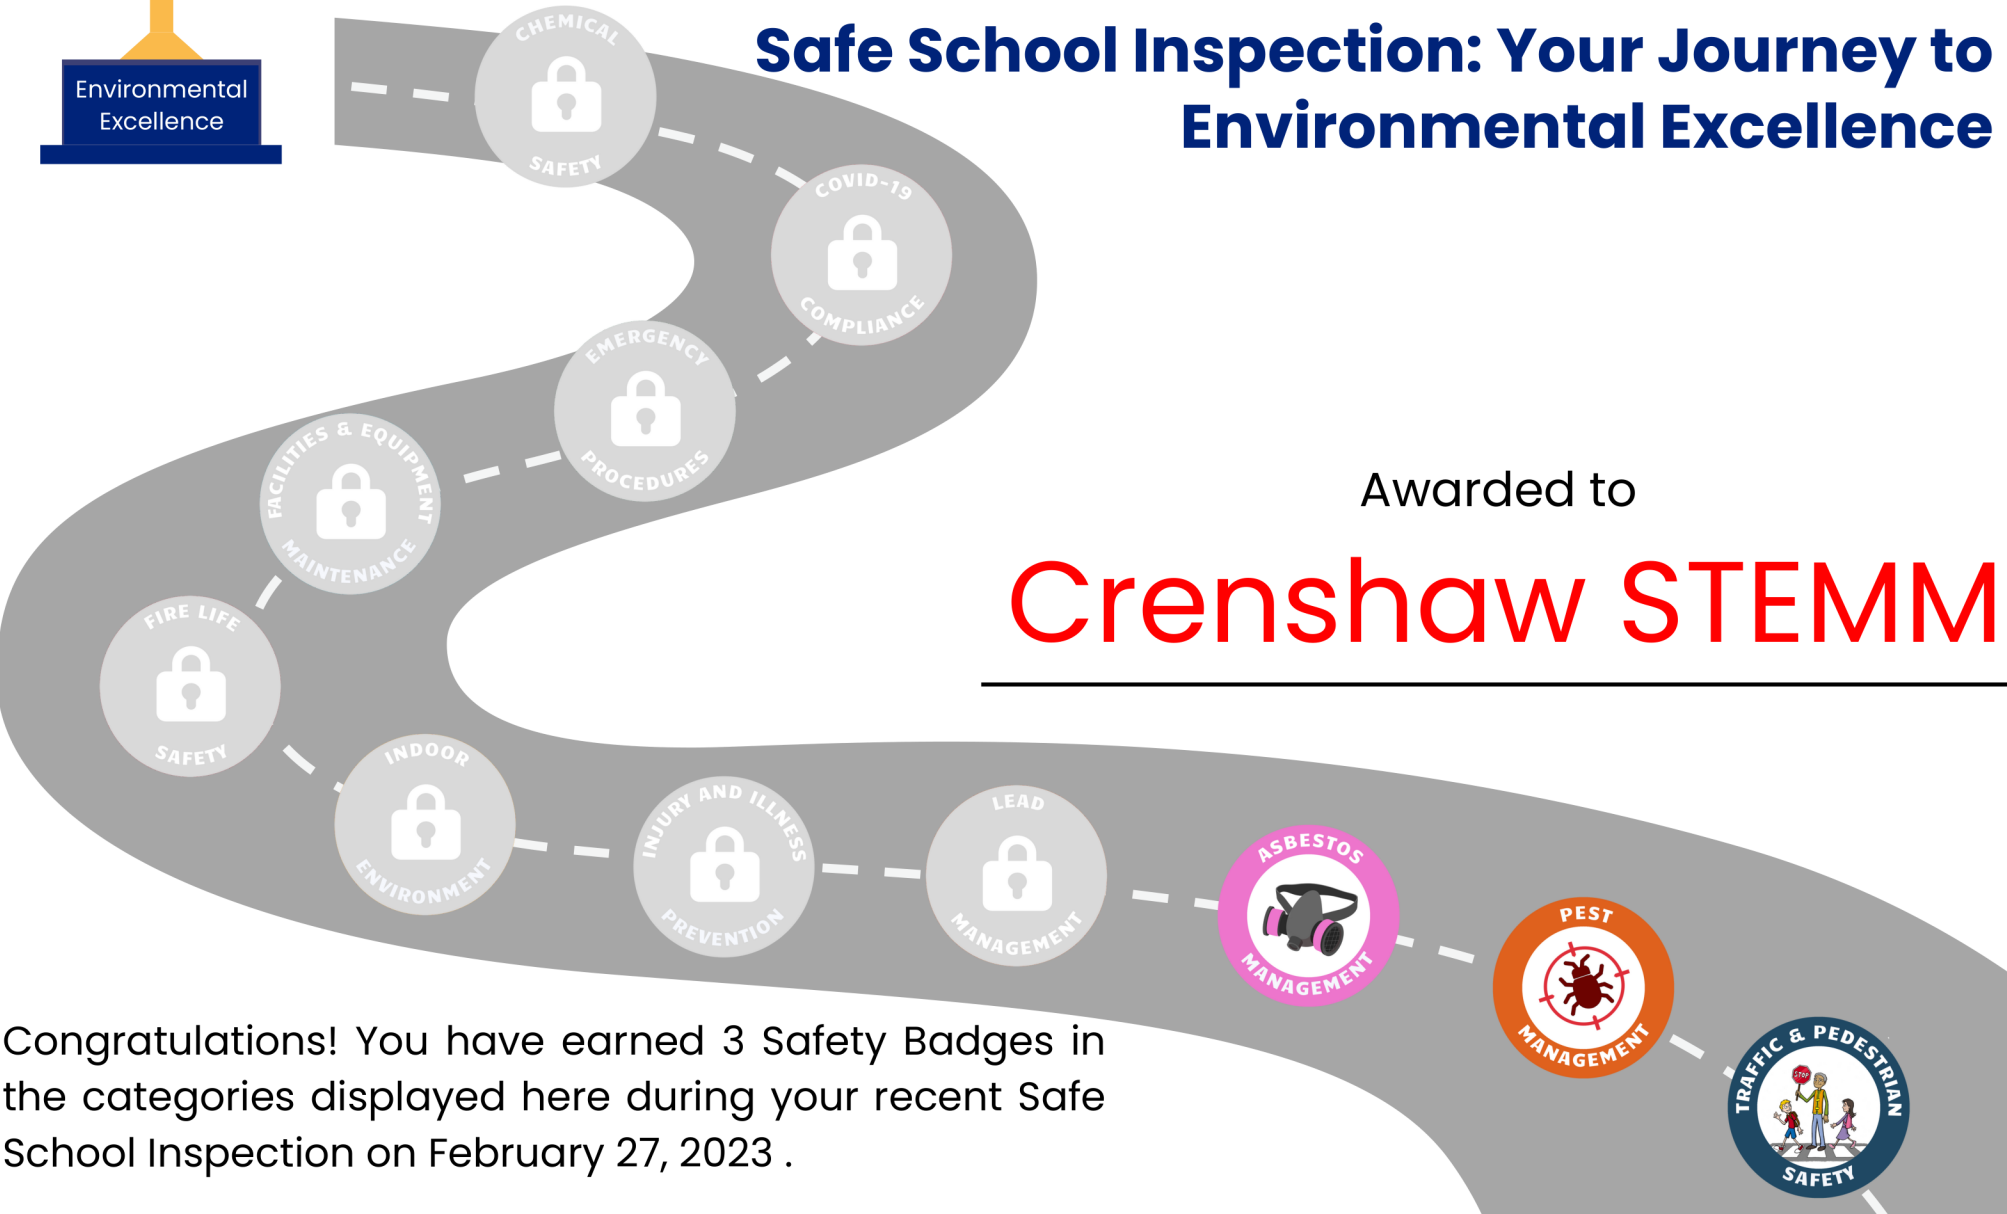 Safe School Inspection: Your Journey to
Environmental Excellence
Environmental
Excellence
CHEMICAL
SAFETY
COVID-19
COMPLIANCE
EMERGENCY
PROCEDURES
FACILITIES & EQUIPMENT
MAINTENANCE
FIRE LIFE
SAFETY
INDOOR
ENVIRONMENT
INJURY AND ILLNESS
PREVENTION
LEAD
MANAGEMENT
ASBESTOS
MANAGEMENT
PEST
MANAGEMENT
TRAFFIC & PEDESTRIAN
STOP
SAFETY
Awarded to
Crenshaw STEMM
Congratulations! You have earned 3 Safety Badges in
the categories displayed here during your recent Safe
School Inspection on February 27, 2023 .